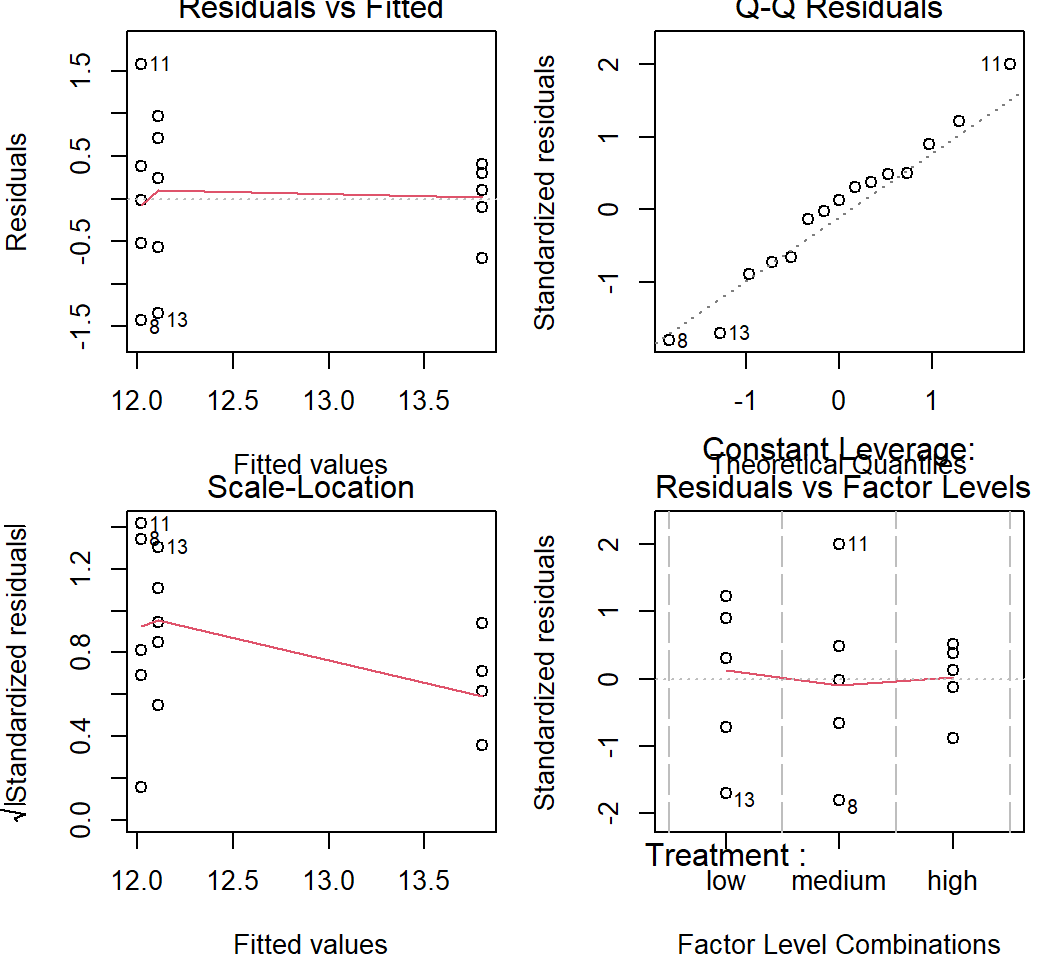 Residuals vs Fitted
Residuals
-1.5 -0.5 0.5 1.5
11
8
13
12.0 12.5 13.0 13.5
Fitted values
Q-Q Residuals
Standardized residuals
-1 0 1 2
11
8
13
-1 0 1
Theoretical Quantiles
Scale-Location
√|Standardized residuals|
0.0 0.4 0.8 1.2
11
8
13
12.0 12.5 13.0 13.5
Fitted values
Constant Leverage:
Residuals vs Factor Levels
Standardized residuals
-2 -1 0 1 2
11
13
8
Treatment :
low medium high
Factor Level Combinations